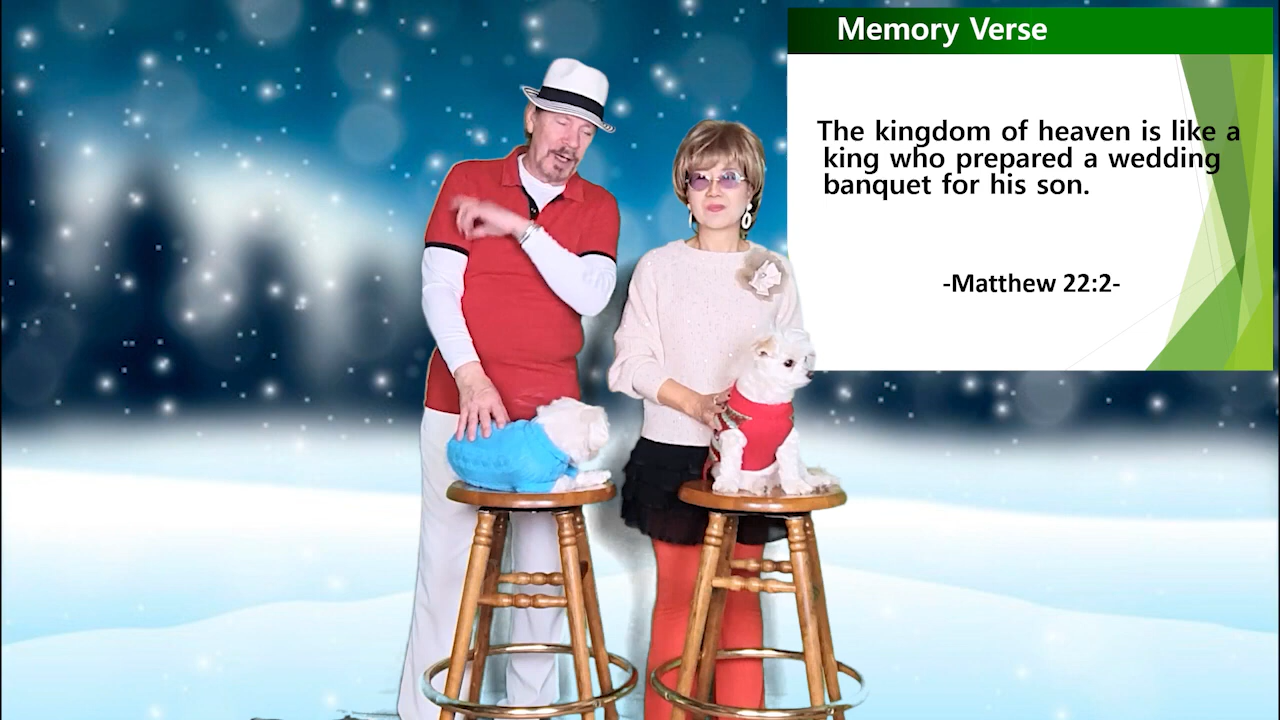 Memory Verse
The kingdom of heaven is like a
king who prepared a wedding
banquet for his son.
-Matthew 22:2-